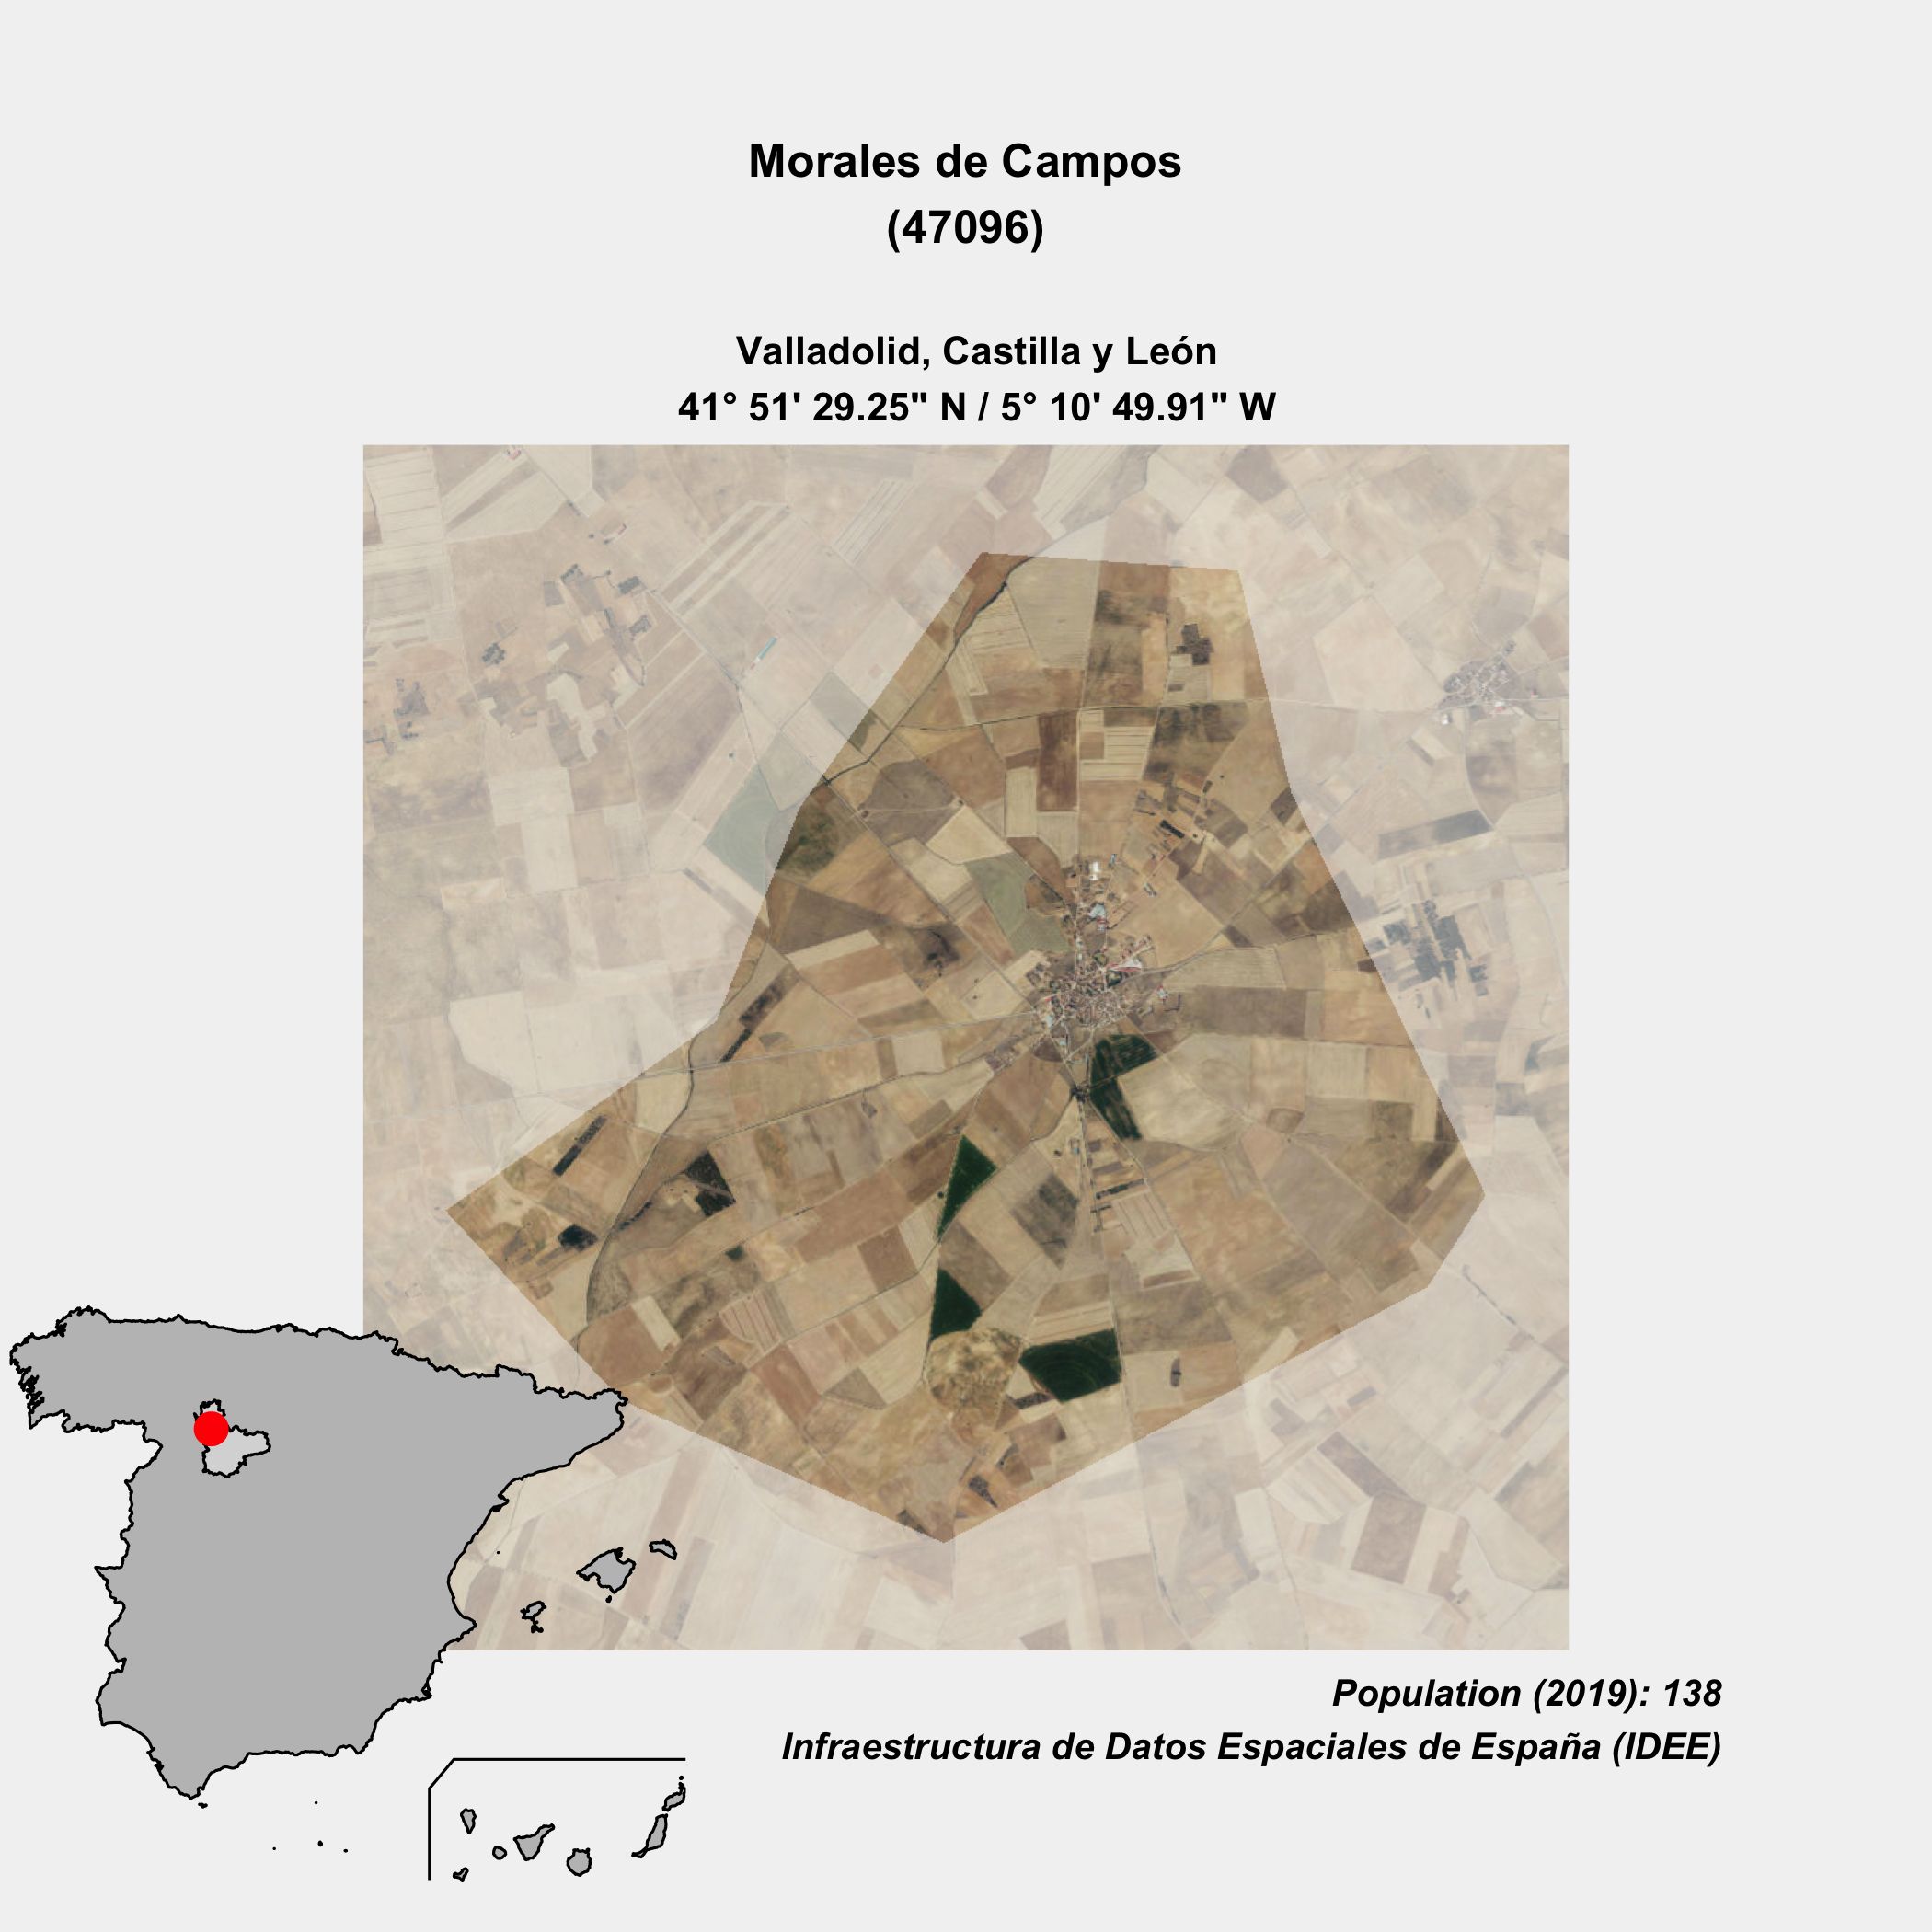 Morales de Campos
(47096)
Valladolid, Castilla y León
41° 51' 29.25" N / 5° 10' 49.91" W
Population (2019): 138
Infraestructura de Datos Espaciales de España (IDEE)